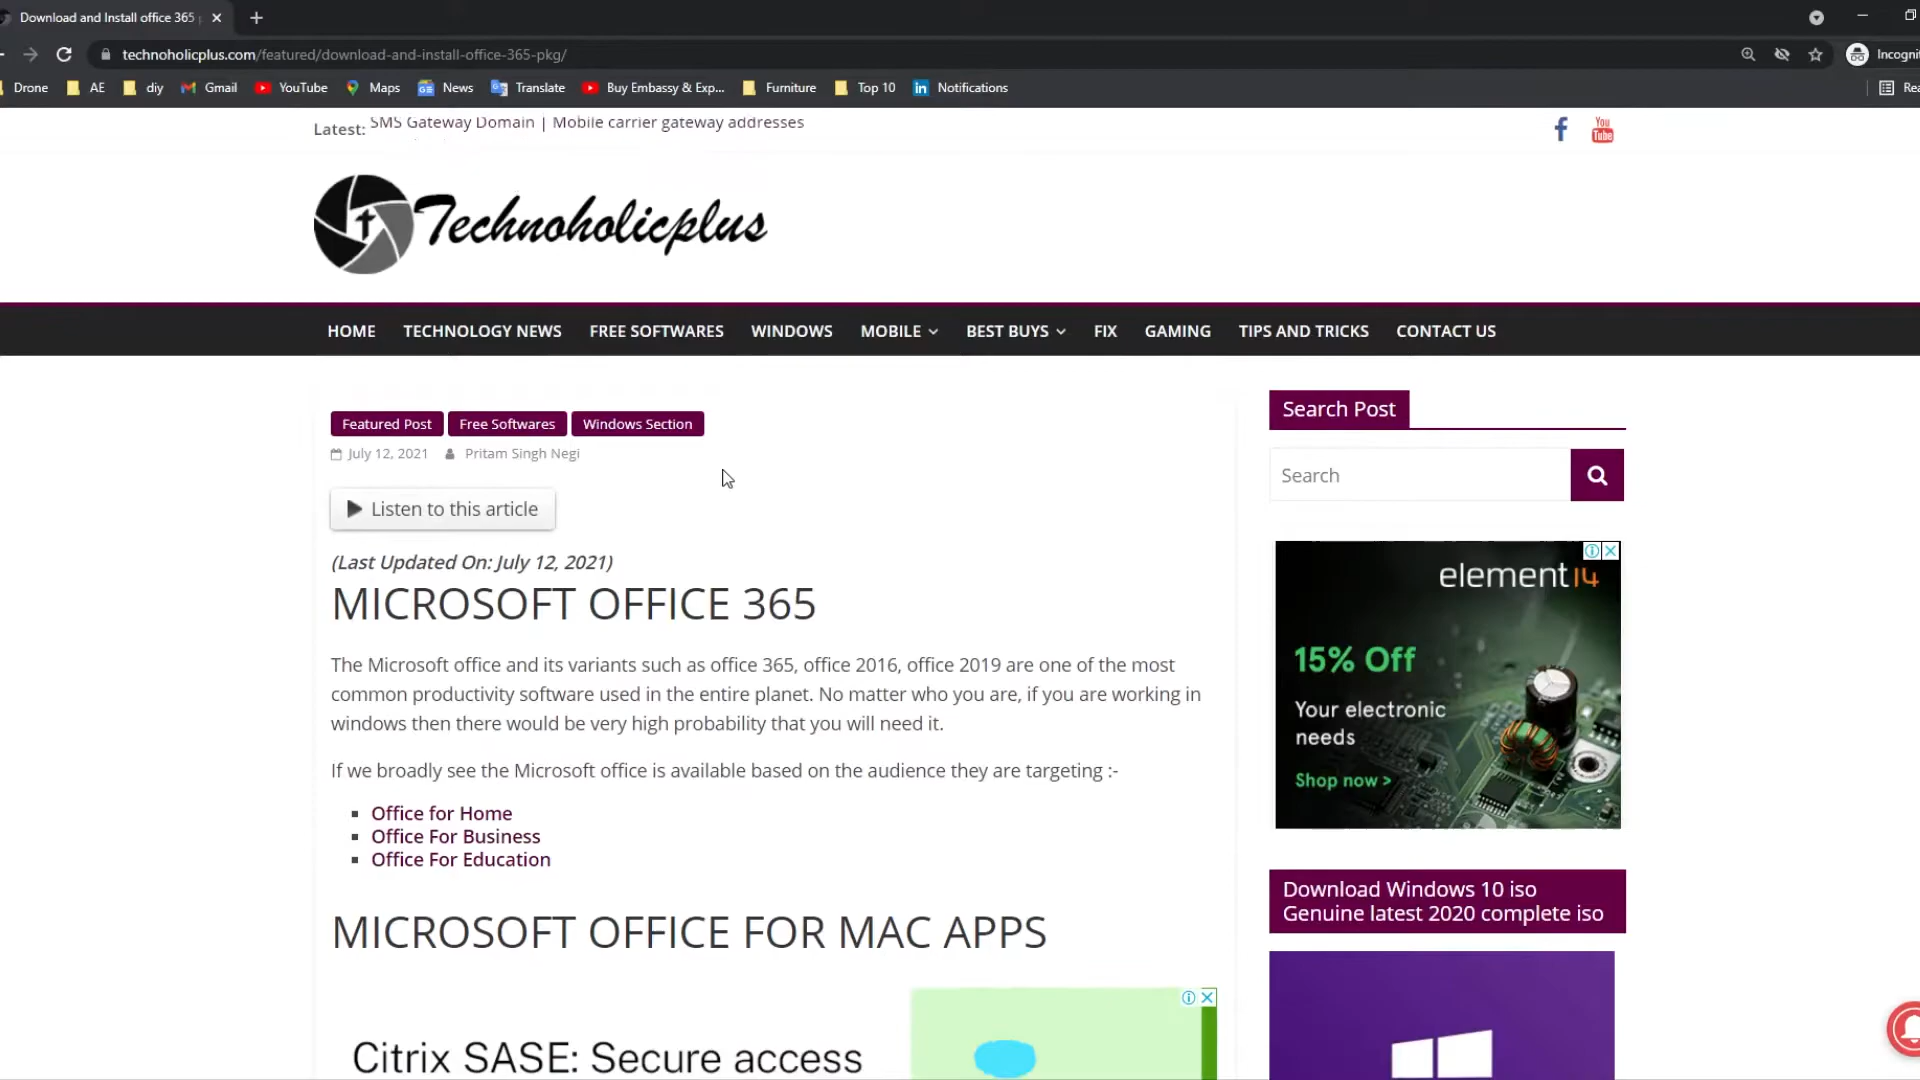 Download and Install office 365
technoholicplus.com/featured/download-and-install-office-365-pkg/
Incognit
Drone AE diy Gmail YouTube Maps News Translate Buy Embassy & Exp... Furniture Top 10 Notifications Rea
Latest: SMS Gateway Domain | Mobile carrier gateway addresses
You
Tube
Technoholicplus
HOME TECHNOLOGY NEWS FREE SOFTWARES WINDOWS MOBILE BEST BUYS FIX GAMING TIPS AND TRICKS CONTACT US
Featured Post Free Softwares Windows Section
July 12, 2021 Pritam Singh Negi
Listen to this article
(Last Updated On: July 12, 2021)
MICROSOFT OFFICE 365
The Microsoft office and its variants such as office 365, office 2016, office 2019 are one of the most
common productivity software used in the entire planet. No matter who you are, if you are working in
windows then there would be very high probability that you will need it.
If we broadly see the Microsoft office is available based on the audience they are targeting :-
Office for Home
Office For Business
Office For Education
MICROSOFT OFFICE FOR MAC APPS
Citrix SASE: Secure access
Search Post
Search
element14
15% Off
Your electronic
needs
Shop now >
Download Windows 10 iso
Genuine latest 2020 complete iso